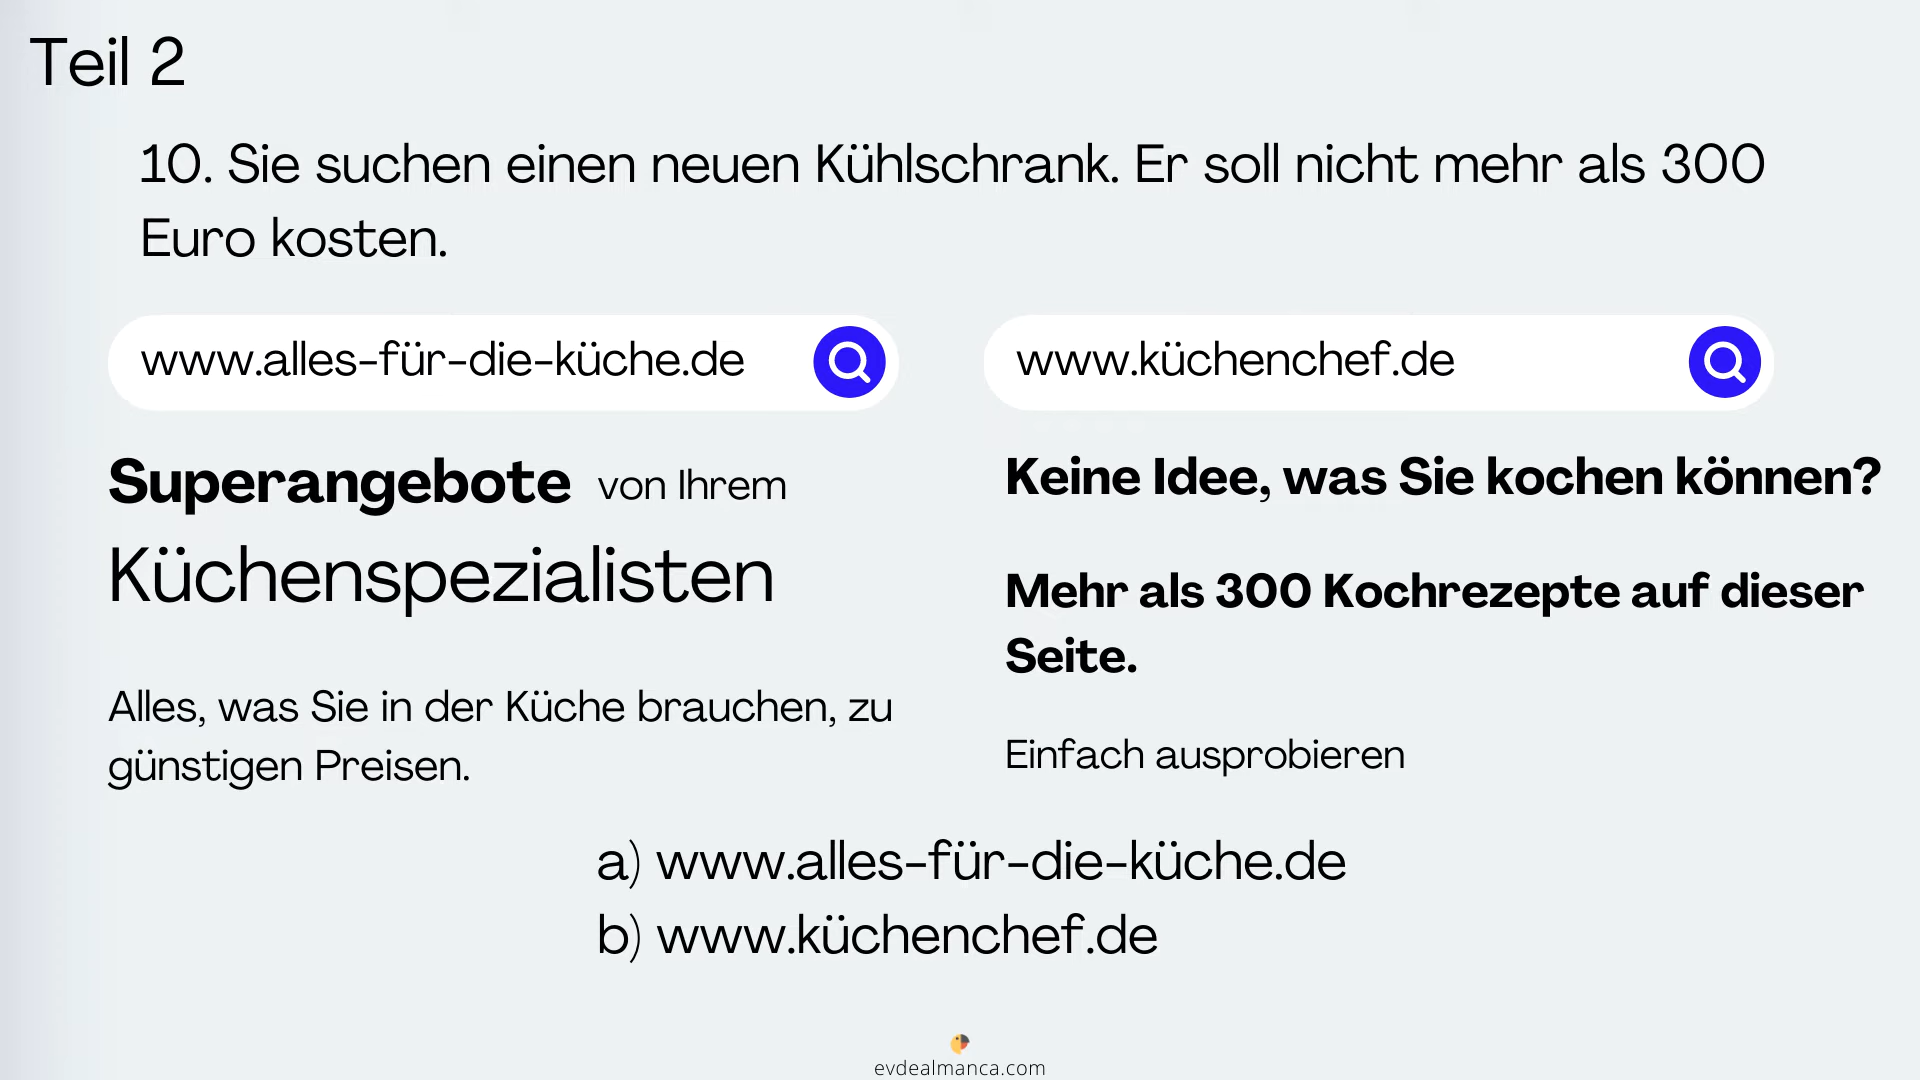 Teil 2
10. Sie suchen einen neuen Kühlschrank. Er soll nicht mehr als 300
Euro kosten.
www.alles-für-die-küche.de
Superangebote von Ihrem
Küchenspezialisten
Alles, was Sie in der Küche brauchen, zu
günstigen Preisen.
www.küchenchef.de
Keine Idee, was Sie kochen können?
Mehr als 300 Kochrezepte auf dieser
Seite.
Einfach ausprobieren
a) www.alles-für-die-küche.de
b) www.küchenchef.de
evdealmanca.com